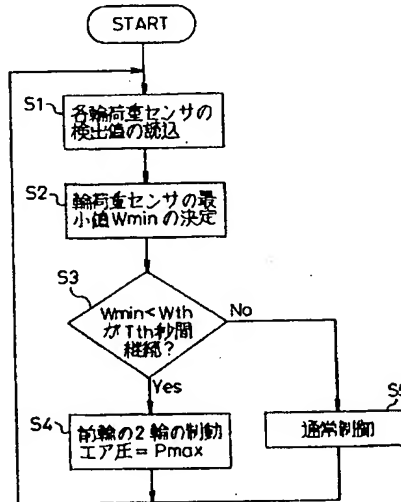 START
S1
各輪荷重センサの
検出値の読込
S2
輪荷重センサの最
小値Wminの決定
S3
Wmin<Wth
がTth秒間
継続?
No
Yes
S4
前輪の2輪の制動
エア圧=Pmax
S5
通常制御